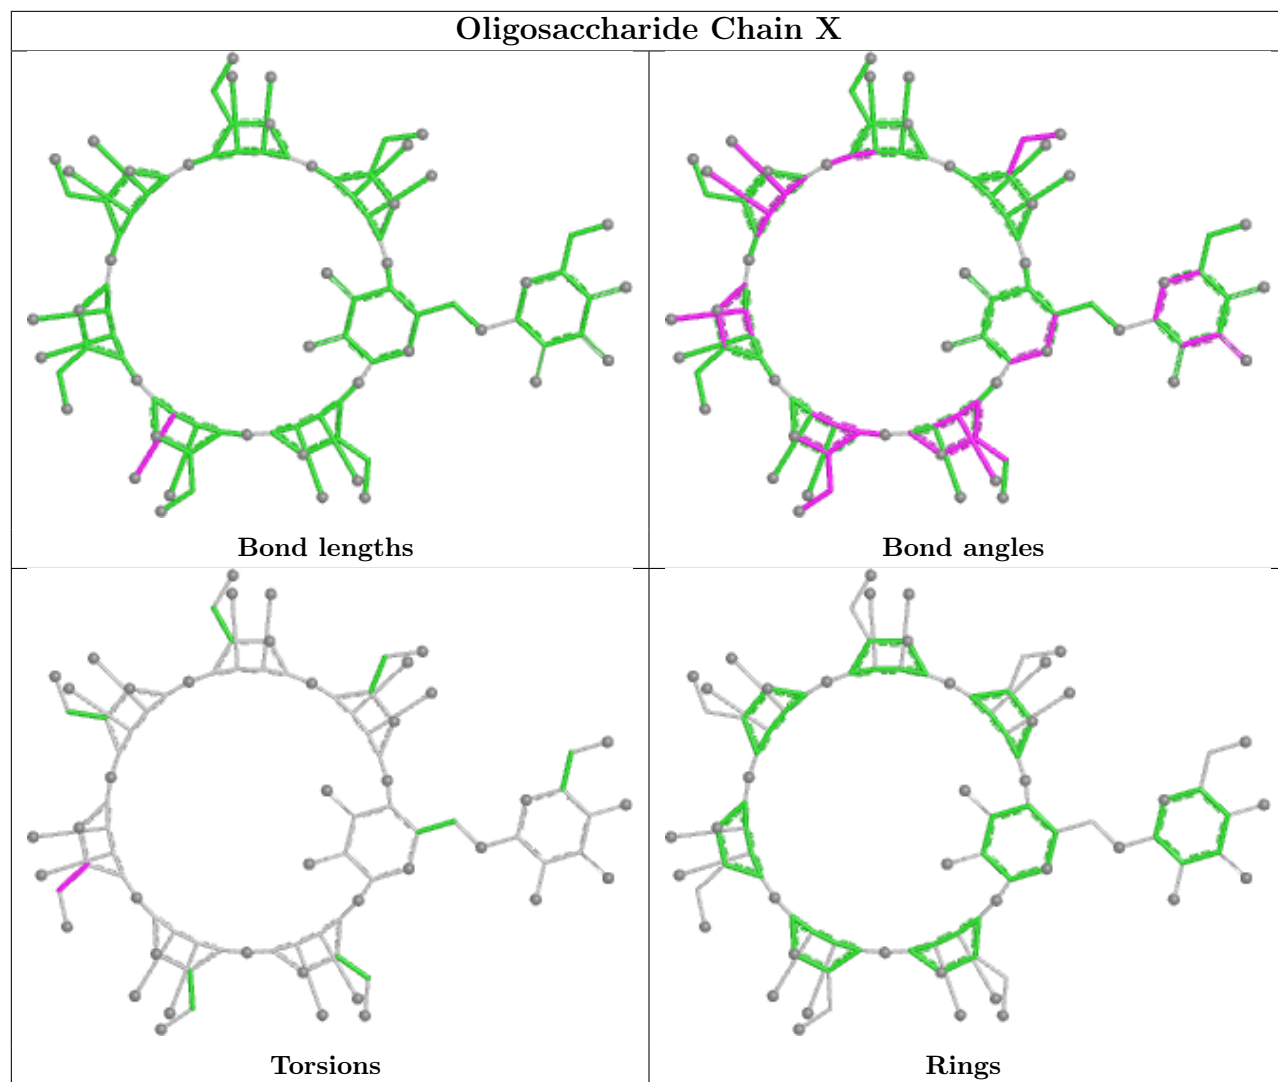 Oligosaccharide Chain X
Bond lengths
Bond angles
Torsions
Rings